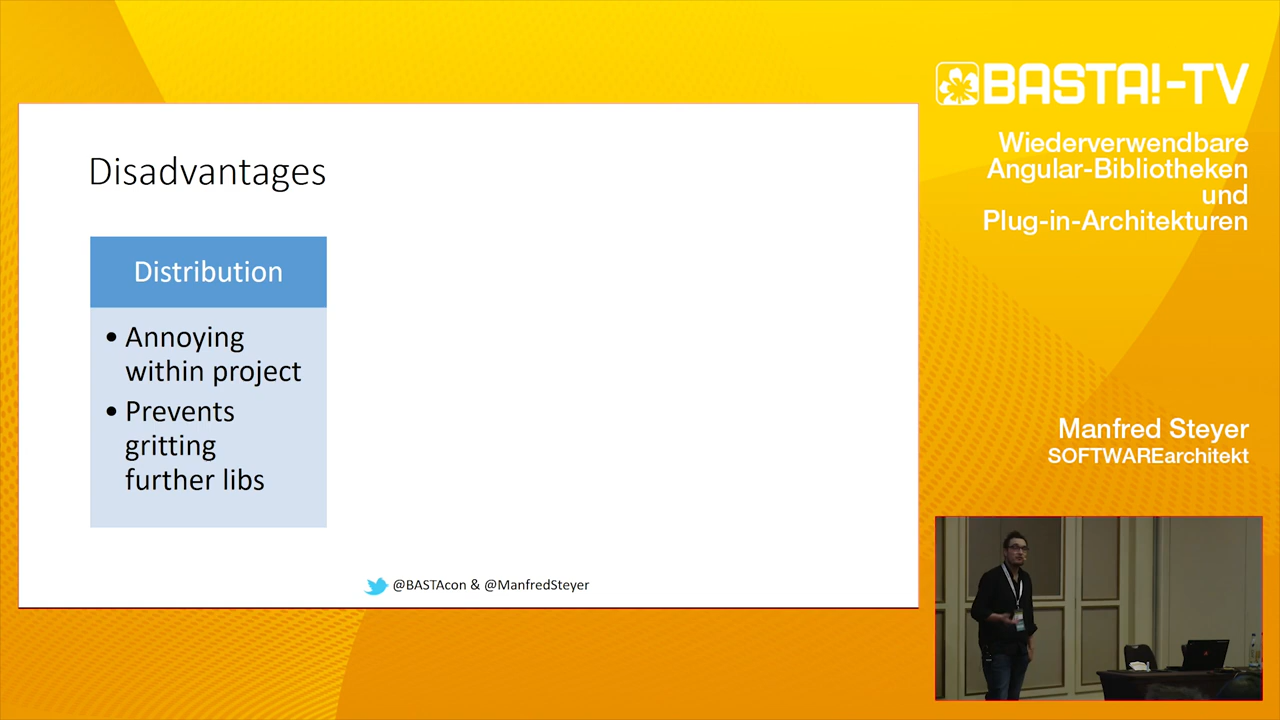 Disadvantages
Distribution
• Annoying
within project
• Prevents
gritting
further libs
@BASTAcon & @ManfredSteyer
BASTA!-TV
Wiederverwendbare
Angular-Bibliotheken
und
Plug-in-Architekturen
Manfred Steyer
SOFTWAREarchitekt